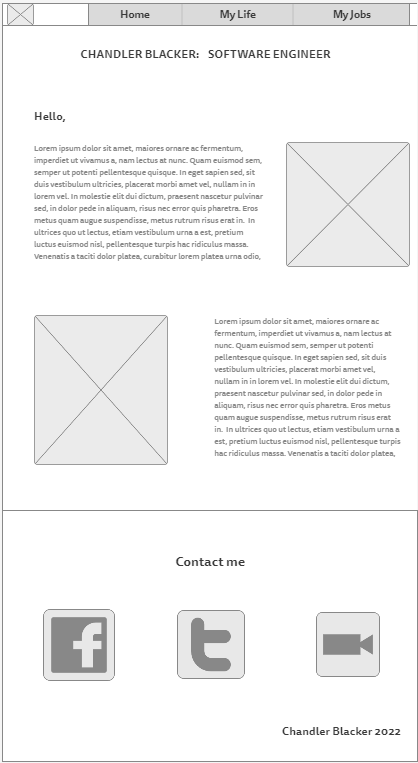 Home My Life My Jobs
CHANDLER BLACKER: SOFTWARE ENGINEER
Hello,
Lorem ipsum dolor sit amet, maiores ornare ac fermentum,
imperdiet ut vivamus a, nam lectus at nunc. Quam euismod sem,
semper ut potenti pellentesque quisque. In eget sapien sed, sit
duis vestibulum ultricies, placerat morbi amet vel, nullam in in
lorem vel. In molestie elit dui dictum, praesent nascetur pulvinar
sed, in dolor pede in aliquam, risus nec error quis pharetra. Eros
metus quam augue suspendisse, metus rutrum risus erat in. In
ultrices quo ut lectus, etiam vestibulum urna a est, pretium
luctus euismod nisl, pellentesque turpis hac ridiculus massa.
Venenatis a taciti dolor platea, curabitur lorem platea urna odio,
Lorem ipsum dolor sit amet, maiores ornare ac
fermentum, imperdiet ut vivamus a, nam lectus at
nunc. Quam euismod sem, semper ut potenti
pellentesque quisque. In eget sapien sed, sit duis
vestibulum ultricies, placerat morbi amet vel,
nullam in in lorem vel. In molestie elit dui dictum,
praesent nascetur pulvinar sed, in dolor pede in
aliquam, risus nec error quis pharetra. Eros metus
quam augue suspendisse, metus rutrum risus erat
in. In ultrices quo ut lectus, etiam vestibulum urna a
est, pretium luctus euismod nisl, pellentesque turpis
hac ridiculus massa. Venenatis a taciti dolor platea,
Contact me
Chandler Blacker 2022